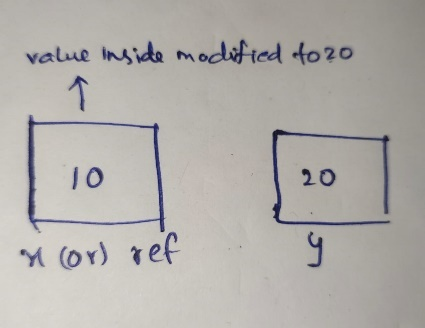 value inside modified to 20
10
20
x (or) ref
y